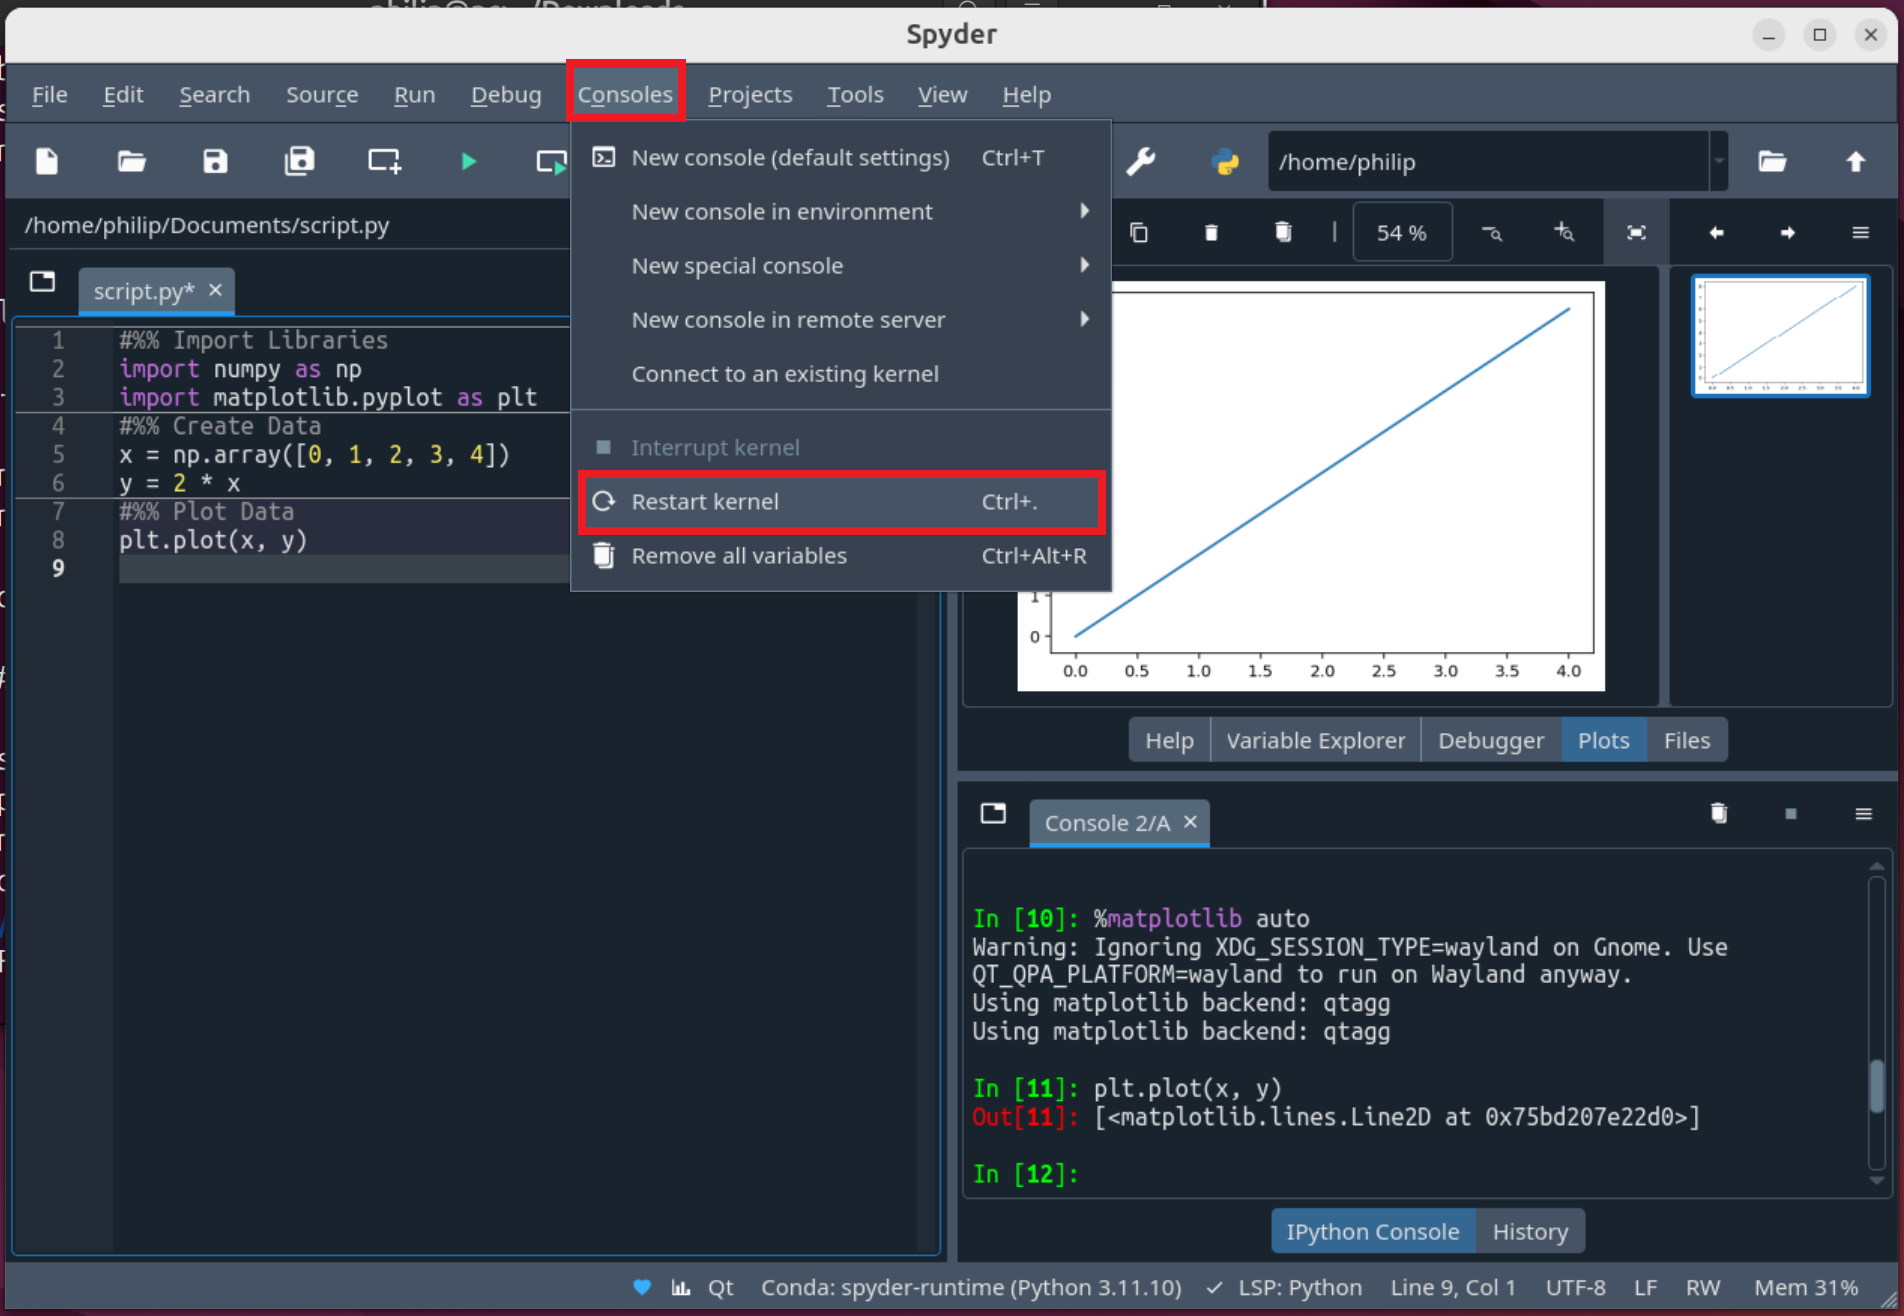 Spyder
File Edit Search Source Run Debug Consoles Projects Tools View Help
/home/philip
/home/philip/Documents/script.py
script.py*
1 #%% Import Libraries
2 import numpy as np
3 import matplotlib.pyplot as plt
4 #%% Create Data
5 x = np.array([0, 1, 2, 3, 4])
6 y = 2 * x
7 #%% Plot Data
8 plt.plot(x, y)
9
New console (default settings) Ctrl+T
New console in environment
New special console
New console in remote server
Connect to an existing kernel
Interrupt kernel
Restart kernel Ctrl+.
Remove all variables Ctrl+Alt+R
54 %
1
0
0.0 0.5 1.0 1.5 2.0 2.5 3.0 3.5 4.0
Help Variable Explorer Debugger Plots Files
Console 2/A
In [10]: %matplotlib auto
Warning: Ignoring XDG_SESSION_TYPE=wayland on Gnome. Use
QT_QPA_PLATFORM=wayland to run on Wayland anyway.
Using matplotlib backend: qtagg
Using matplotlib backend: qtagg
In [11]: plt.plot(x, y)
Out[11]: [<matplotlib.lines.Line2D at 0x75bd207e22d0>]
In [12]:
IPython Console History
Qt Conda: spyder-runtime (Python 3.11.10) ✓ LSP: Python Line 9, Col 1 UTF-8 LF RW Mem 31%